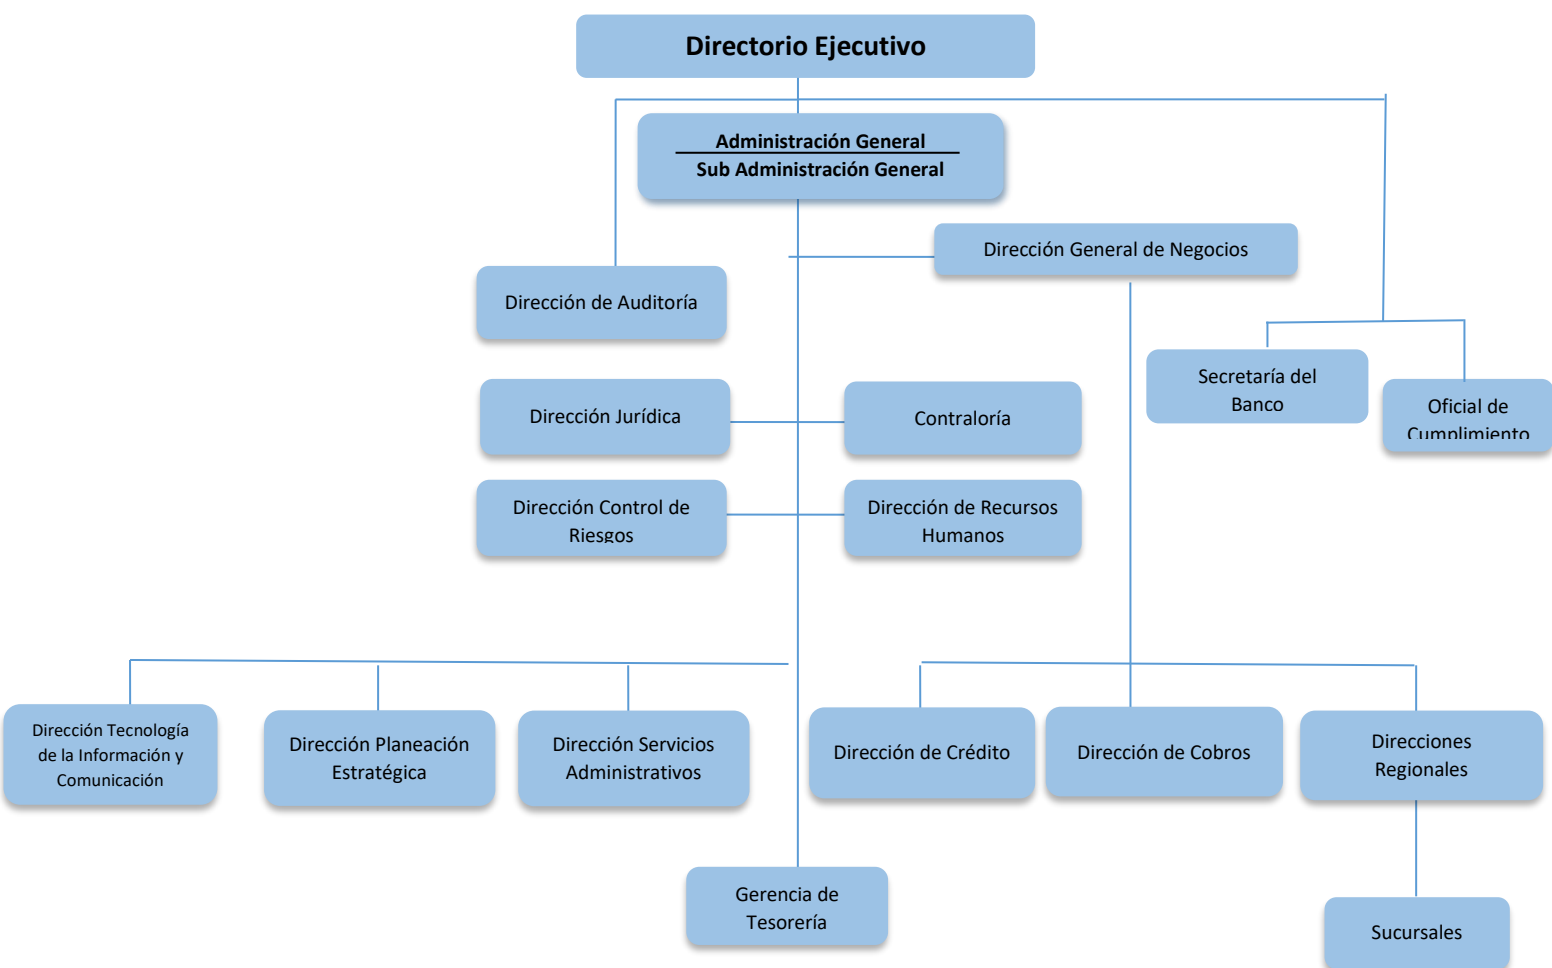 Directorio Ejecutivo
Administración General
Sub Administración General
Dirección General de Negocios
Dirección de Auditoría
Secretaría del
Banco
Oficial de
Cumplimiento
Dirección Jurídica
Contraloría
Dirección Control de
Riesgos
Dirección de Recursos
Humanos
Dirección Tecnología
de la Información y
Comunicación
Dirección Planeación
Estratégica
Dirección Servicios
Administrativos
Dirección de Crédito
Dirección de Cobros
Direcciones
Regionales
Gerencia de
Tesorería
Sucursales